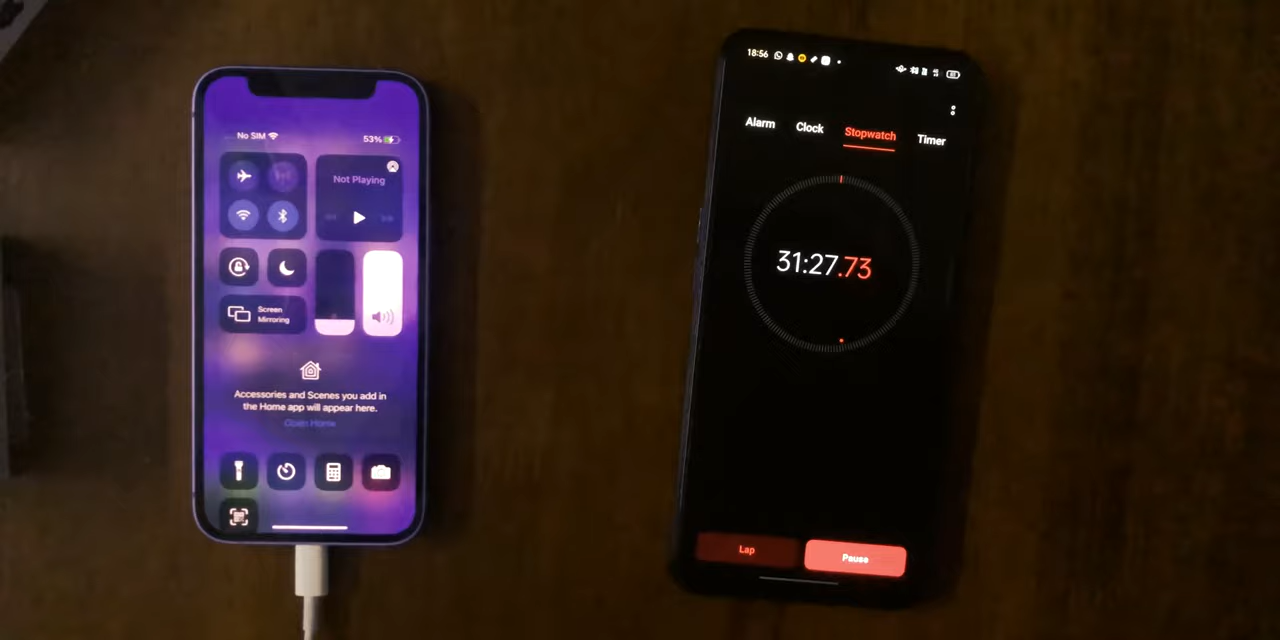 No SIM
53%
Not Playing
Screen
Mirroring
Accessories and Scenes you add in
the Home app will appear here.
Open Home
18:56
Alarm
Clock
Stopwatch
Timer
31:27.73
Lap
Pause